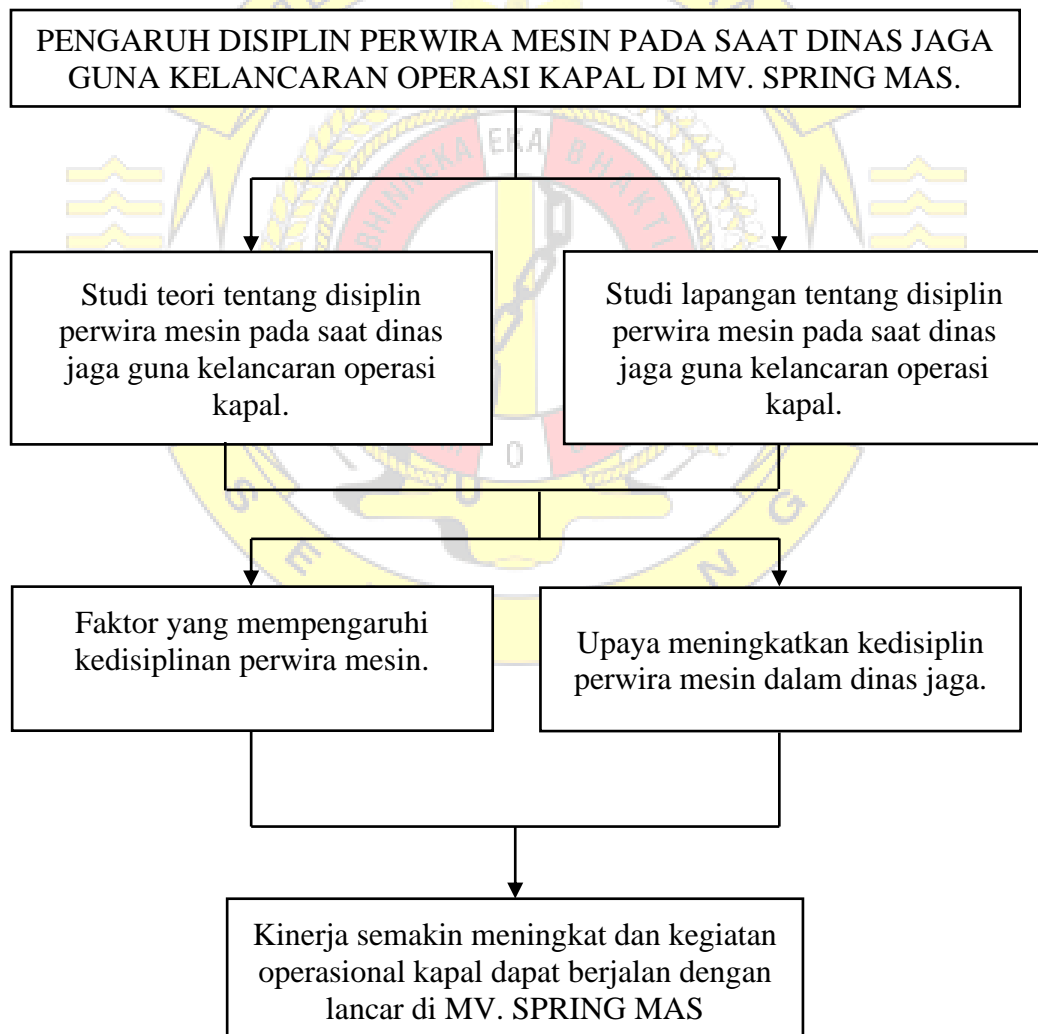 PENGARUH DISIPLIN PERWIRA MESIN PADA SAAT DINAS JAGA
GUNA KELANCARAN OPERASI KAPAL DI MV. SPRING MAS.
BHINNEKA EKA BHAKTI
Studi teori tentang disiplin
perwira mesin pada saat dinas
jaga guna kelancaran operasi
kapal.
Studi lapangan tentang disiplin
perwira mesin pada saat dinas
jaga guna kelancaran operasi
kapal.
Faktor yang mempengaruhi
kedisiplinan perwira mesin.
Upaya meningkatkan kedisiplin
perwira mesin dalam dinas jaga.
Kinerja semakin meningkat dan kegiatan
operasional kapal dapat berjalan dengan
lancar di MV. SPRING MAS